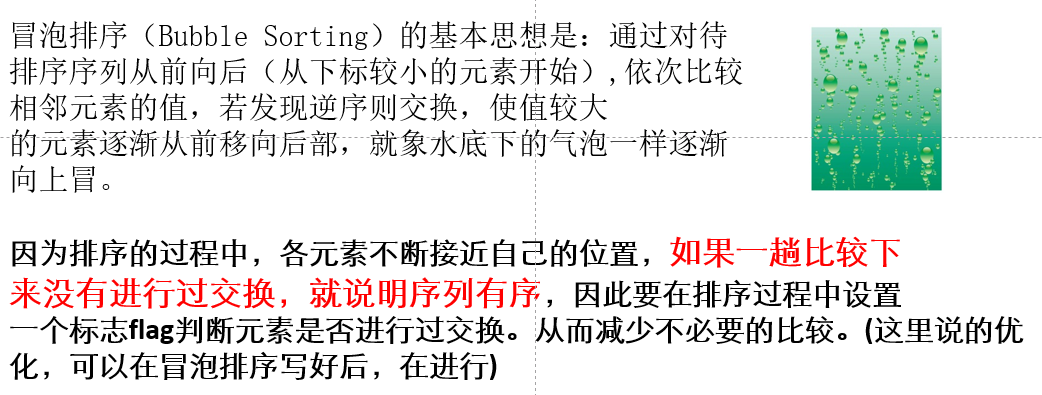 冒泡排序（Bubble Sorting）的基本思想是：通过对待
排序序列从前向后（从下标较小的元素开始）,依次比较
相邻元素的值，若发现逆序则交换，使值较大
的元素逐渐从前移向后部，就象水底下的气泡一样逐渐
向上冒。
因为排序的过程中，各元素不断接近自己的位置，如果一趟比较下
来没有进行过交换，就说明序列有序，因此要在排序过程中设置
一个标志flag判断元素是否进行过交换。从而减少不必要的比较。(这里说的优
化，可以在冒泡排序写好后，在进行)